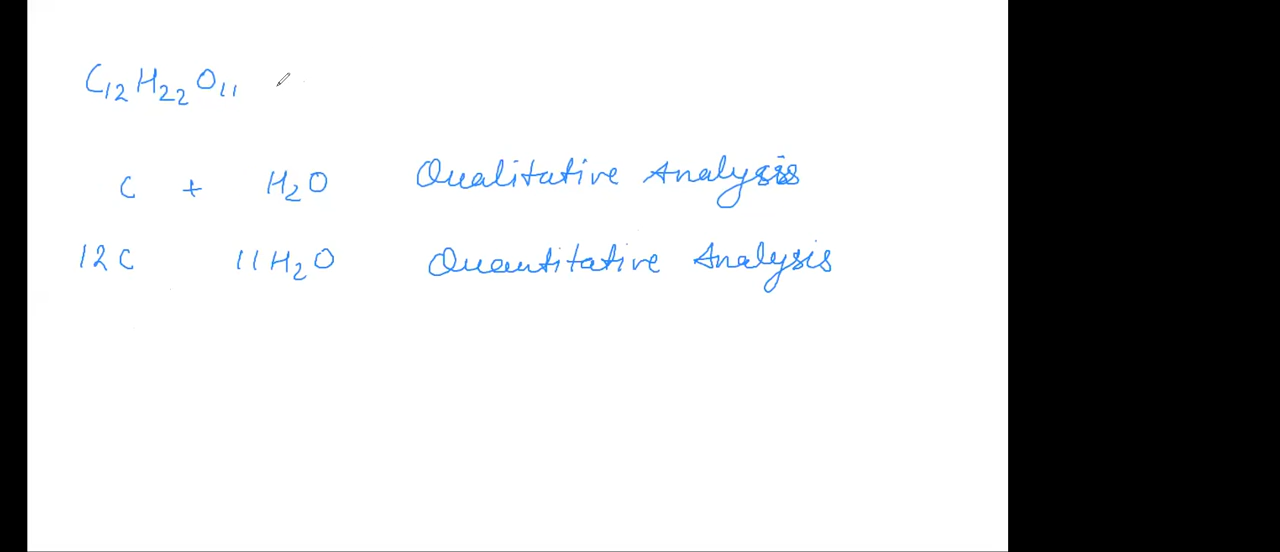 C₁₂H₂₂O₁₁
C + H₂O Qualitative Analysis
12C 11H₂O Quantitative Analysis